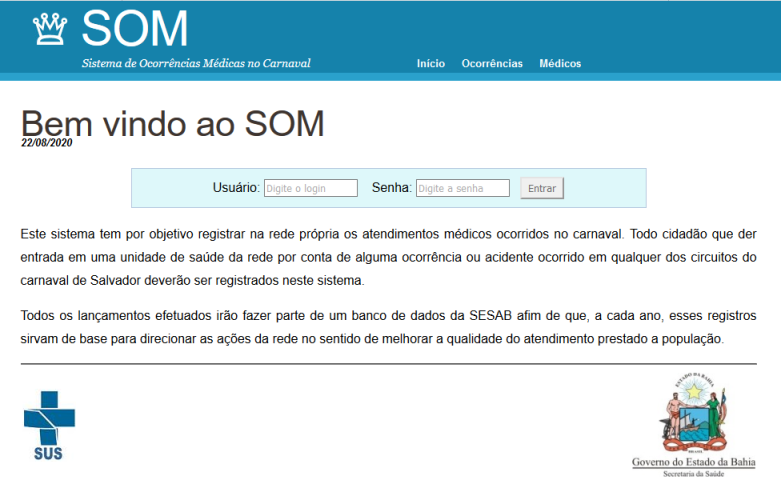 SOM
Sistema de Ocorrências Médicas no Carnaval
Início Ocorrências Médicos
Bem vindo ao SOM
22/08/2020
Usuário: Digite o login Senha: Digite a senha Entrar
Este sistema tem por objetivo registrar na rede própria os atendimentos médicos ocorridos no carnaval. Todo cidadão que der
entrada em uma unidade de saúde da rede por conta de alguma ocorrência ou acidente ocorrido em qualquer dos circuitos do
carnaval de Salvador deverão ser registrados neste sistema.
Todos os lançamentos efetuados irão fazer parte de um banco de dados da SESAB afim de que, a cada ano, esses registros
sirvam de base para direcionar as ações da rede no sentido de melhorar a qualidade do atendimento prestado a população.
SUS
ESTADO DA BAHIA
Governo do Estado da Bahia
Secretaria da Saúde